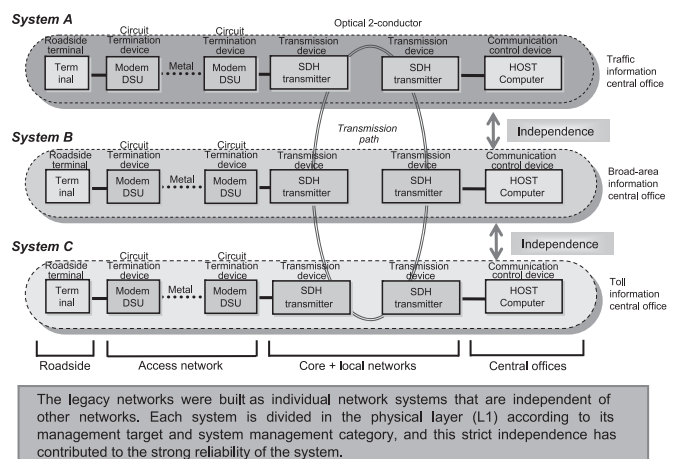 System A
Optical 2-conductor
Roadside terminal
Circuit Termination device
Circuit Termination device
Transmission device
Transmission device
Communication control device
Term inal
Modem DSU
Metal
Modem DSU
SDH transmitter
SDH transmitter
HOST Computer
Traffic information central office
Independence
System B
Transmission path
Roadside terminal
Circuit Termination device
Circuit Termination device
Transmission device
Transmission device
Communication control device
Term inal
Modem DSU
Metal
Modem DSU
SDH transmitter
SDH transmitter
HOST Computer
Broad-area information central office
Independence
System C
Roadside terminal
Circuit Termination device
Circuit Termination device
Transmission device
Transmission device
Communication control device
Term inal
Modem DSU
Metal
Modem DSU
SDH transmitter
SDH transmitter
HOST Computer
Toll information central office
Roadside
Access network
Core + local networks
Central offices
The legacy networks were built as individual network systems that are independent of
other networks. Each system is divided in the physical layer (L1) according to its
management target and system management category, and this strict independence has
contributed to the strong reliability of the system.